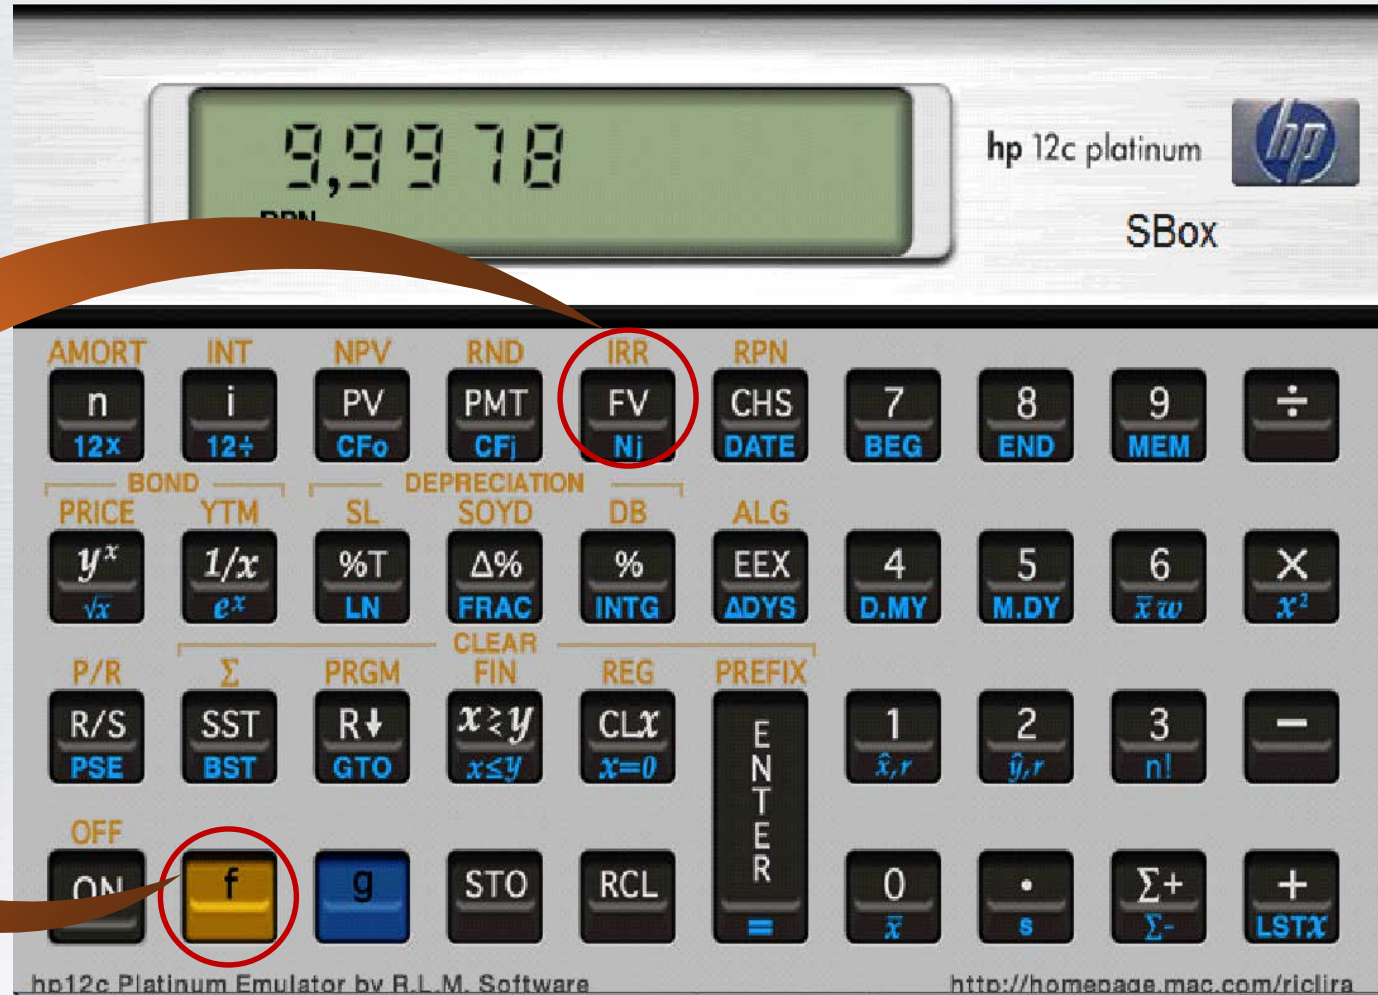 9,9978
RPN
hp 12c platinum
hp
SBox
AMORT INT NPV RND IRR RPN
n i PV PMT FV CHS 7 8 9 ÷
12× 12÷ CFo CFj Nj DATE BEG END MEM
BOND DEPRECIATION
PRICE YTM SL SOYD DB ALG
yˣ 1/x %T Δ% % EEX 4 5 6 ×
√x eˣ LN FRAC INTG ΔDYS D.MY M.DY x̅w x²
CLEAR
P/R Σ PRGM FIN REG PREFIX
R/S SST R↓ x≷y CLX ENTER 1 2 3 −
PSE BST GTO x≤y x=0 x̂,r ŷ,r n!
OFF
ON f g STO RCL 0 . Σ+ +
= x̅ s Σ- LSTX
hp12c Platinum Emulator by R.L.M. Software http://homepage.mac.com/riclira